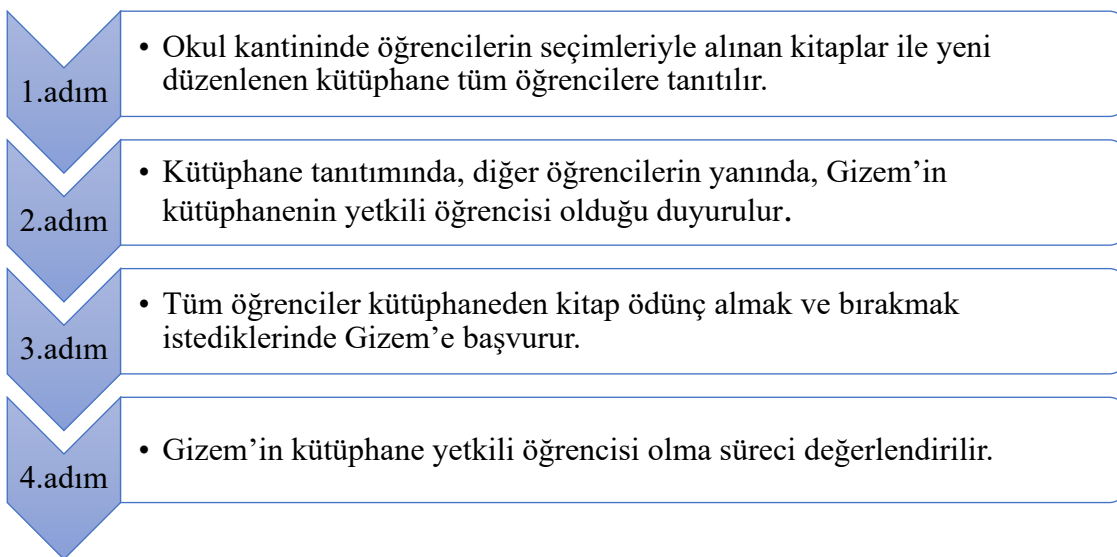 1.adım
• Okul kantininde öğrencilerin seçimleriyle alınan kitaplar ile yeni
düzenlenen kütüphane tüm öğrencilere tanıtılır.
2.adım
• Kütüphane tanıtımında, diğer öğrencilerin yanında, Gizem’in
kütüphanenin yetkili öğrencisi olduğu duyurulur.
3.adım
• Tüm öğrenciler kütüphaneden kitap ödünç almak ve bırakmak
istediklerinde Gizem’e başvurur.
4.adım
• Gizem’in kütüphane yetkili öğrencisi olma süreci değerlendirilir.